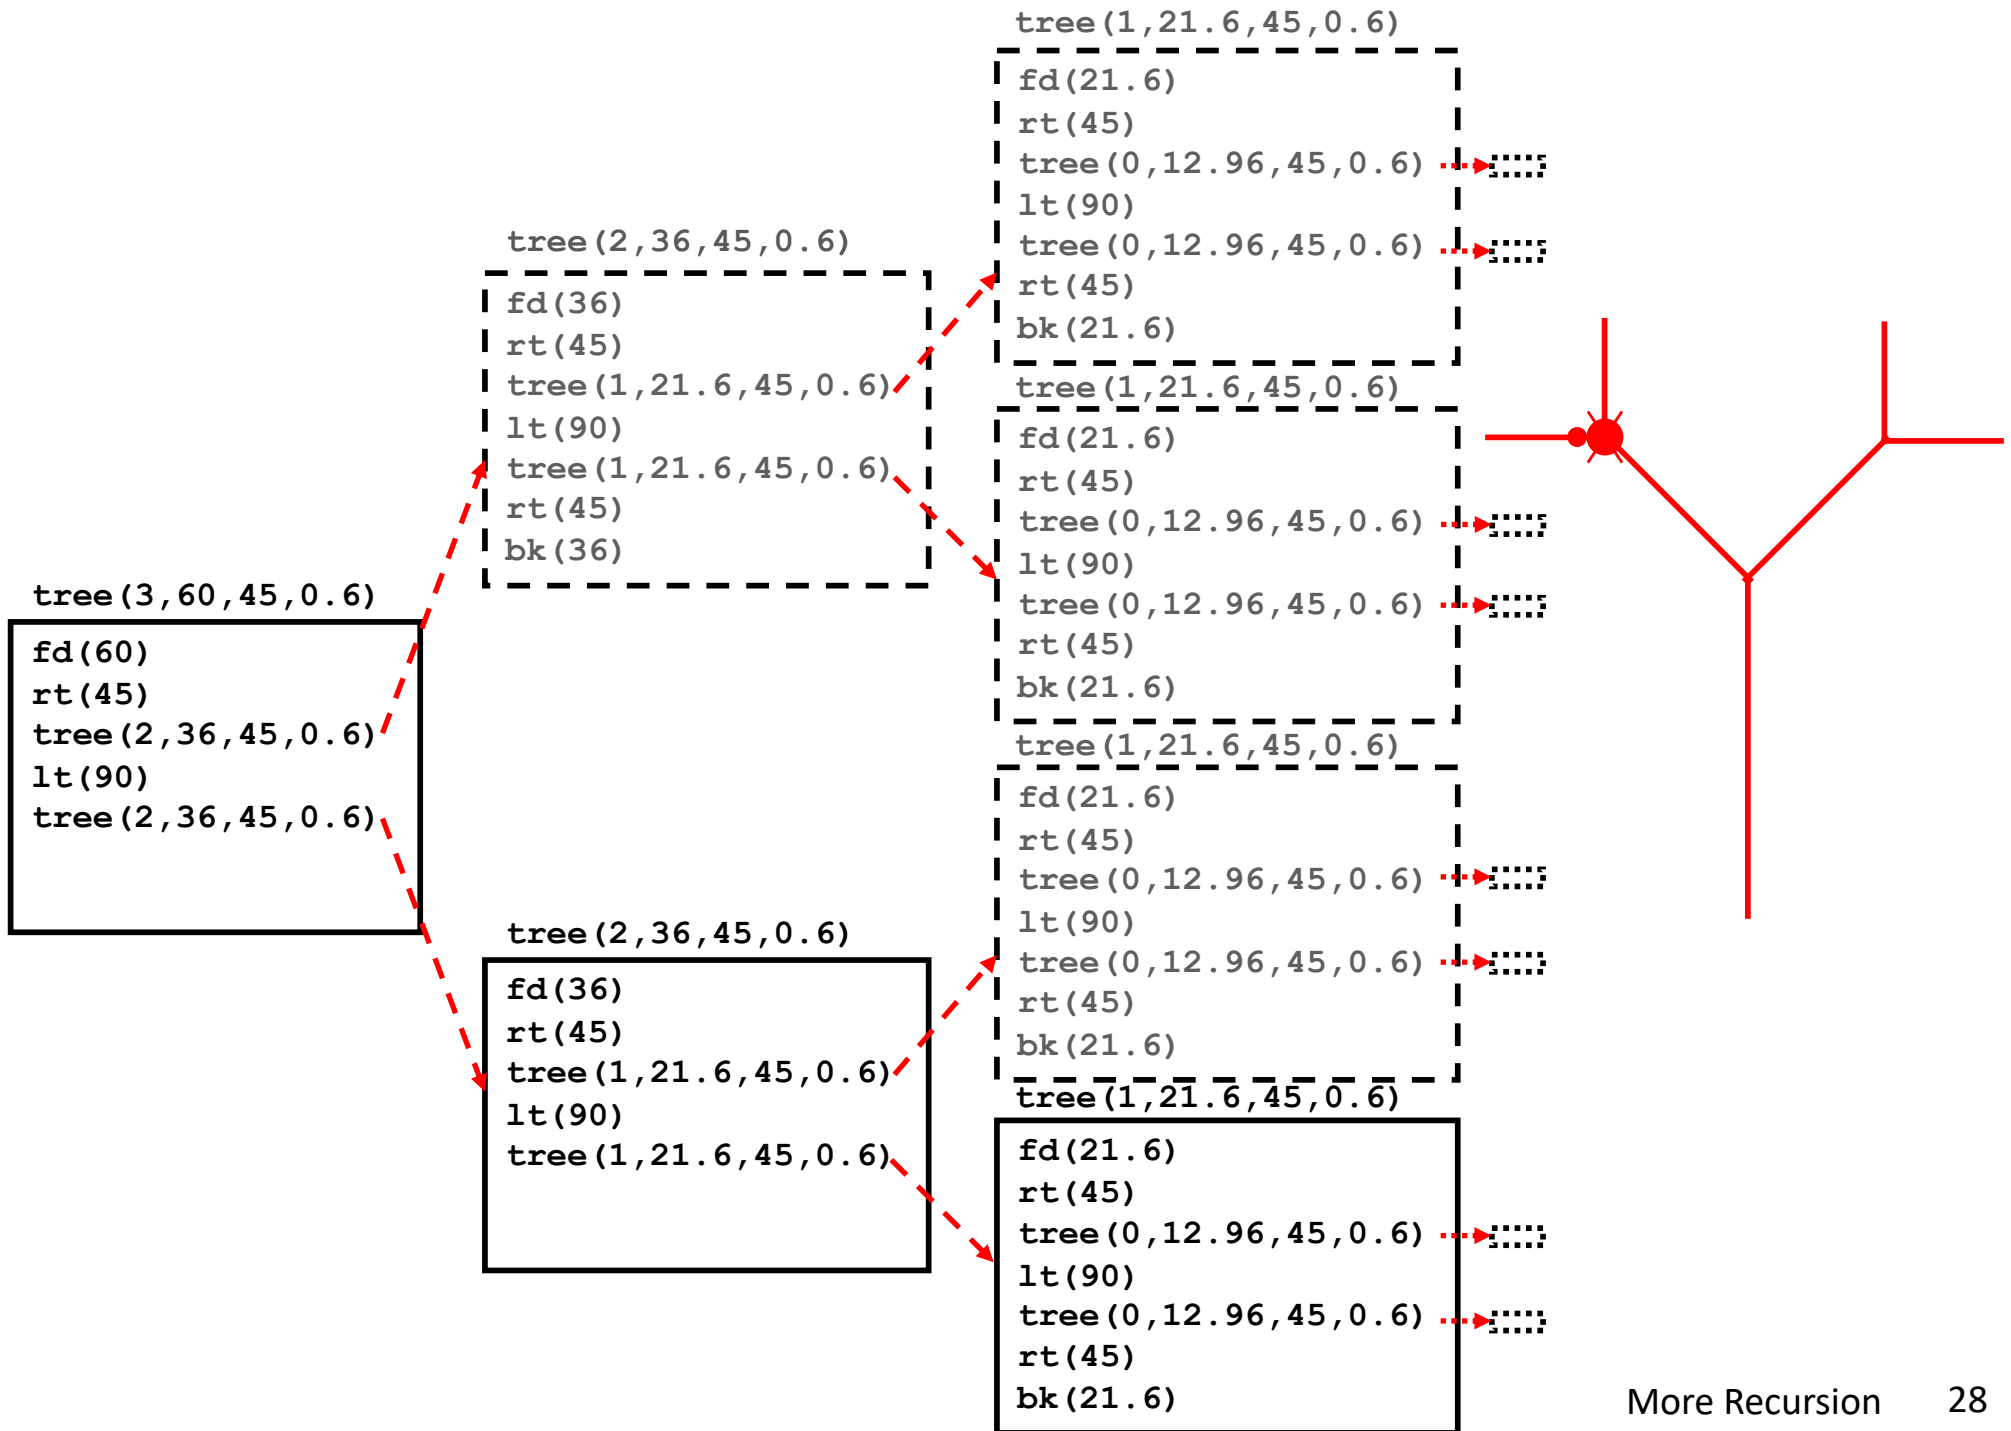 tree(3,60,45,0.6)
fd(60)
rt(45)
tree(2,36,45,0.6)
lt(90)
tree(2,36,45,0.6)
tree(2,36,45,0.6)
fd(36)
rt(45)
tree(1,21.6,45,0.6)
lt(90)
tree(1,21.6,45,0.6)
rt(45)
bk(36)
tree(2,36,45,0.6)
fd(36)
rt(45)
tree(1,21.6,45,0.6)
lt(90)
tree(1,21.6,45,0.6)
tree(1,21.6,45,0.6)
fd(21.6)
rt(45)
tree(0,12.96,45,0.6)
lt(90)
tree(0,12.96,45,0.6)
rt(45)
bk(21.6)
tree(1,21.6,45,0.6)
fd(21.6)
rt(45)
tree(0,12.96,45,0.6)
lt(90)
tree(0,12.96,45,0.6)
rt(45)
bk(21.6)
tree(1,21.6,45,0.6)
fd(21.6)
rt(45)
tree(0,12.96,45,0.6)
lt(90)
tree(0,12.96,45,0.6)
rt(45)
bk(21.6)
tree(1,21.6,45,0.6)
fd(21.6)
rt(45)
tree(0,12.96,45,0.6)
lt(90)
tree(0,12.96,45,0.6)
rt(45)
bk(21.6)
More Recursion 28